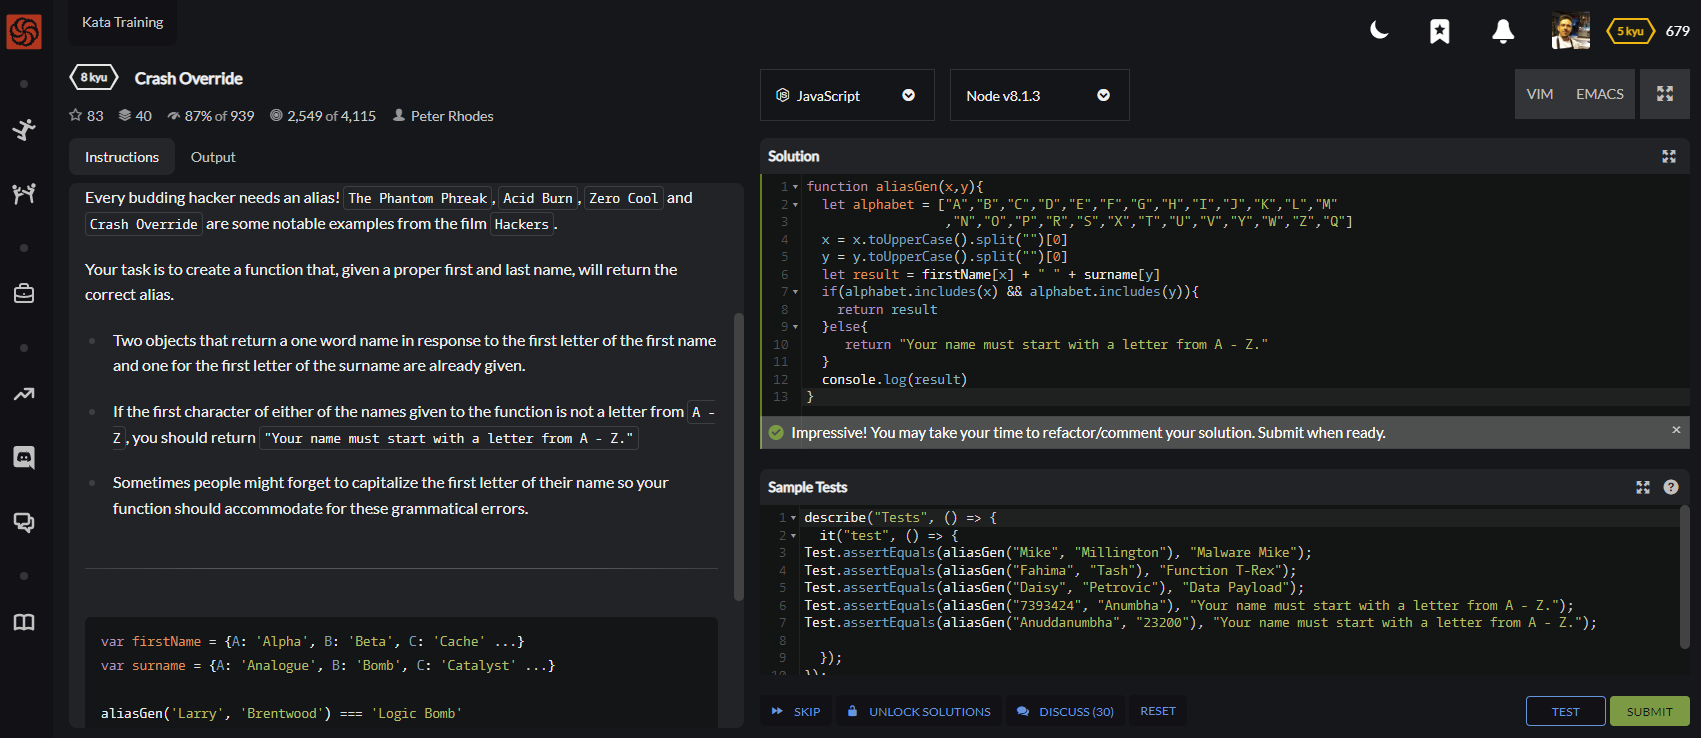 Kata Training
5 kyu 679
8 kyu Crash Override
83 40 87% of 939 2,549 of 4,115 Peter Rhodes
Instructions Output
Every budding hacker needs an alias! The Phantom Phreak, Acid Burn, Zero Cool and
Crash Override are some notable examples from the film Hackers.
Your task is to create a function that, given a proper first and last name, will return the
correct alias.
Two objects that return a one word name in response to the first letter of the first name
and one for the first letter of the surname are already given.
If the first character of either of the names given to the function is not a letter from A -
Z, you should return "Your name must start with a letter from A - Z."
Sometimes people might forget to capitalize the first letter of their name so your
function should accommodate for these grammatical errors.
var firstName = {A: 'Alpha', B: 'Beta', C: 'Cache' ...}
var surname = {A: 'Analogue', B: 'Bomb', C: 'Catalyst' ...}
aliasGen('Larry', 'Brentwood') === 'Logic Bomb'
JavaScript Node v8.1.3 VIM EMACS
Solution
1 function aliasGen(x,y){
2 let alphabet = ["A","B","C","D","E","F","G","H","I","J","K","L","M"
3 ,"N","O","P","R","S","X","T","U","V","Y","W","Z","Q"]
4 x = x.toUpperCase().split("")[0]
5 y = y.toUpperCase().split("")[0]
6 let result = firstName[x] + " " + surname[y]
7 if(alphabet.includes(x) && alphabet.includes(y)){
8 return result
9 }else{
10 return "Your name must start with a letter from A - Z."
11 }
12 console.log(result)
13 }
Impressive! You may take your time to refactor/comment your solution. Submit when ready. ×
Sample Tests ?
1 describe("Tests", () => {
2 it("test", () => {
3 Test.assertEquals(aliasGen("Mike", "Millington"), "Malware Mike");
4 Test.assertEquals(aliasGen("Fahima", "Tash"), "Function T-Rex");
5 Test.assertEquals(aliasGen("Daisy", "Petrovic"), "Data Payload");
6 Test.assertEquals(aliasGen("7393424", "Anumbha"), "Your name must start with a letter from A - Z.");
7 Test.assertEquals(aliasGen("Anuddanumbha", "23200"), "Your name must start with a letter from A - Z.");
8
9 });
10 });
SKIP UNLOCK SOLUTIONS DISCUSS (30) RESET TEST SUBMIT